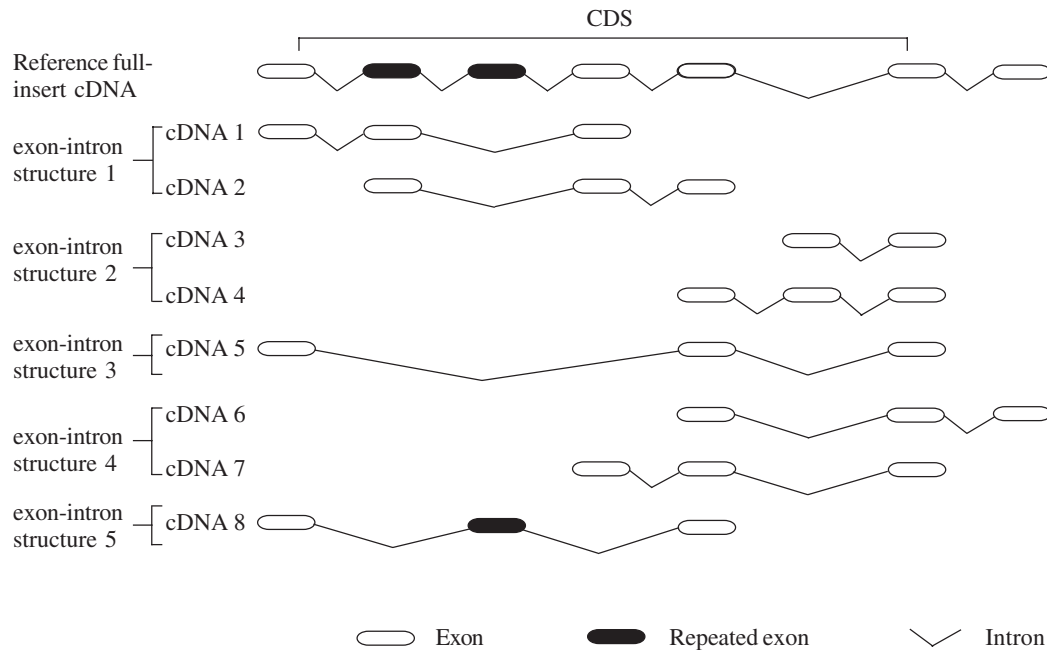 CDS
Reference full-
insert cDNA
exon-intron
structure 1
cDNA 1
cDNA 2
exon-intron
structure 2
cDNA 3
cDNA 4
exon-intron
structure 3
cDNA 5
exon-intron
structure 4
cDNA 6
cDNA 7
exon-intron
structure 5
cDNA 8
Exon
Repeated exon
Intron